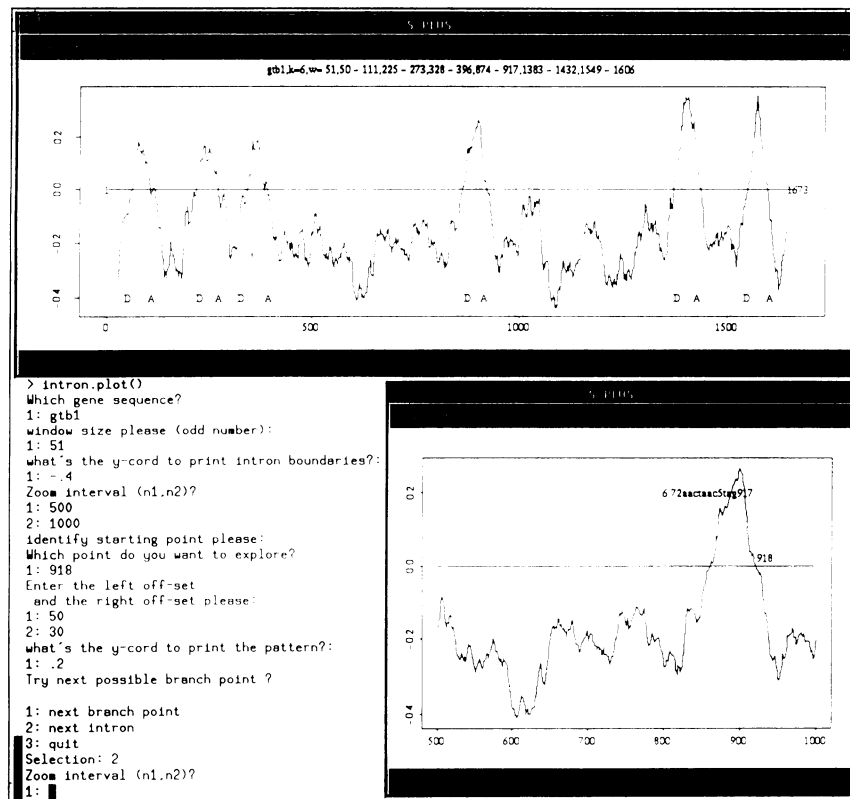 S-PLUS
gtb1,k=6,w= 51,50 - 111,225 - 273,328 - 396,874 - 917,1383 - 1432,1549 - 1606
0.2
0.0
-0.2
-0.4
1
1673
D A D A D A D A D A D A
0 500 1000 1500
> intron.plot()
Which gene sequence?
1: gtb1
window size please (odd number):
1: 51
what's the y-cord to print intron boundaries?:
1: -.4
Zoom interval (n1,n2)?
1: 500
2: 1000
identify starting point please:
Which point do you want to explore?
1: 918
Enter the left off-set
and the right off-set please:
1: 50
2: 30
what's the y-cord to print the pattern?:
1: .2
Try next possible branch point ?
1: next branch point
2: next intron
3: quit
Selection: 2
Zoom interval (n1,n2)?
1:
S-PLUS
0.2
0.0
-0.2
-0.4
6 72aactaac5tag917
918
500 600 700 800 900 1000